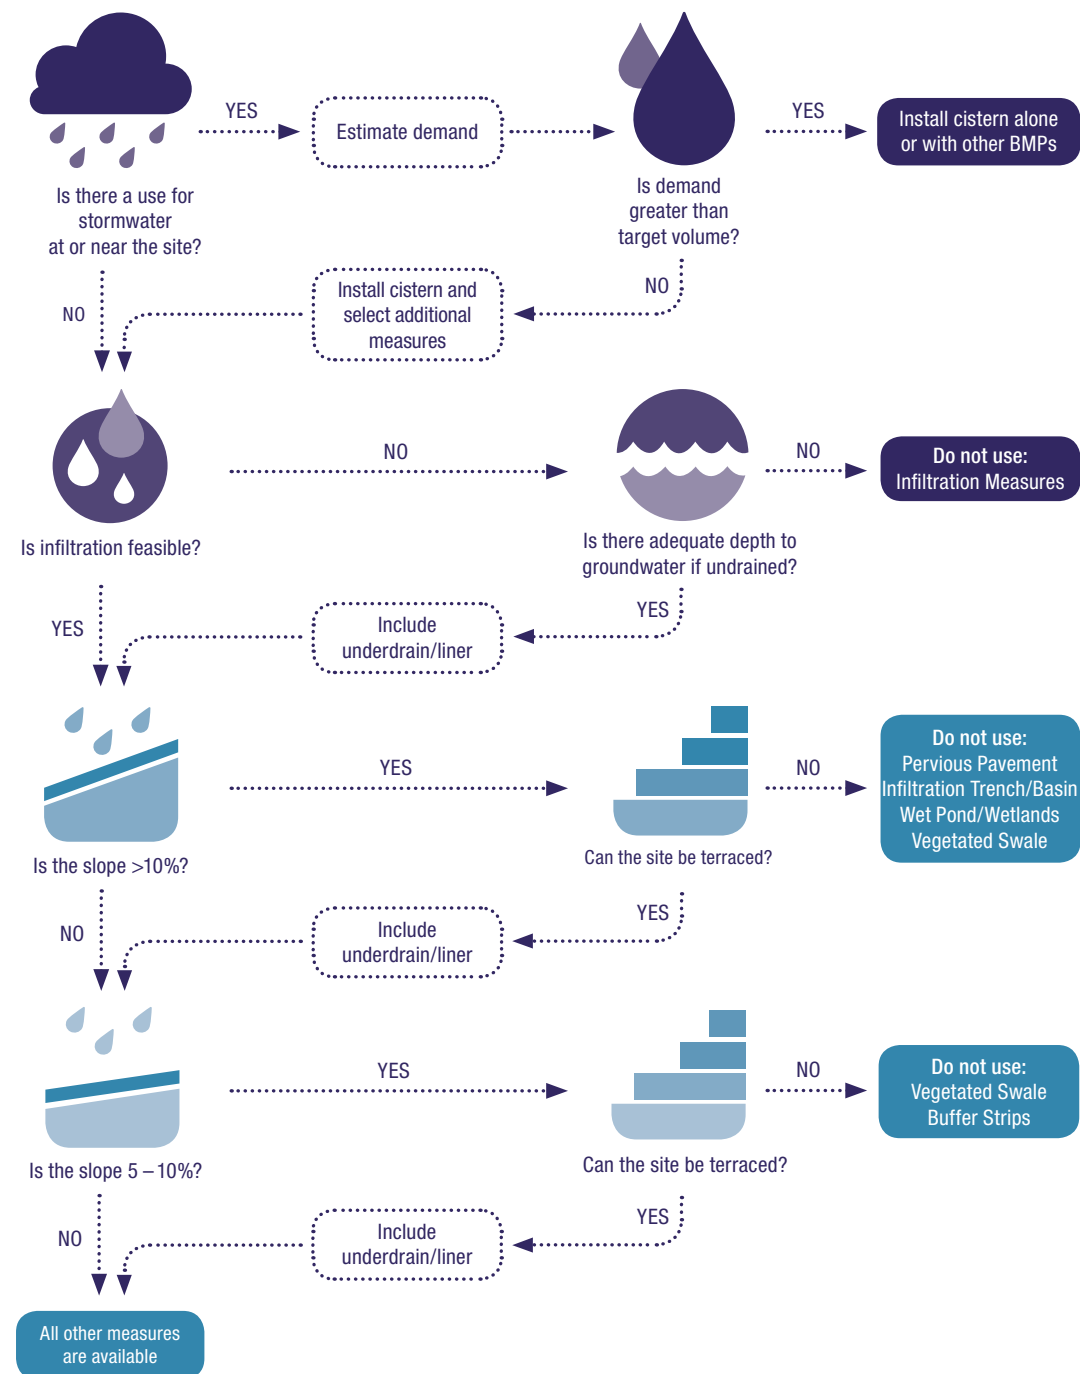 YES
Estimate demand
YES
Install cistern alone
or with other BMPs
Is there a use for
stormwater
at or near the site?
Is demand
greater than
target volume?
NO
Install cistern and
select additional
measures
NO
NO
NO
Do not use:
Infiltration Measures
Is infiltration feasible?
Is there adequate depth to
groundwater if undrained?
YES
Include
underdrain/liner
YES
YES
NO
Do not use:
Pervious Pavement
Infiltration Trench/Basin
Wet Pond/Wetlands
Vegetated Swale
Is the slope >10%?
Can the site be terraced?
NO
Include
underdrain/liner
YES
YES
NO
Do not use:
Vegetated Swale
Buffer Strips
Is the slope 5 – 10%?
Can the site be terraced?
NO
Include
underdrain/liner
YES
All other measures
are available